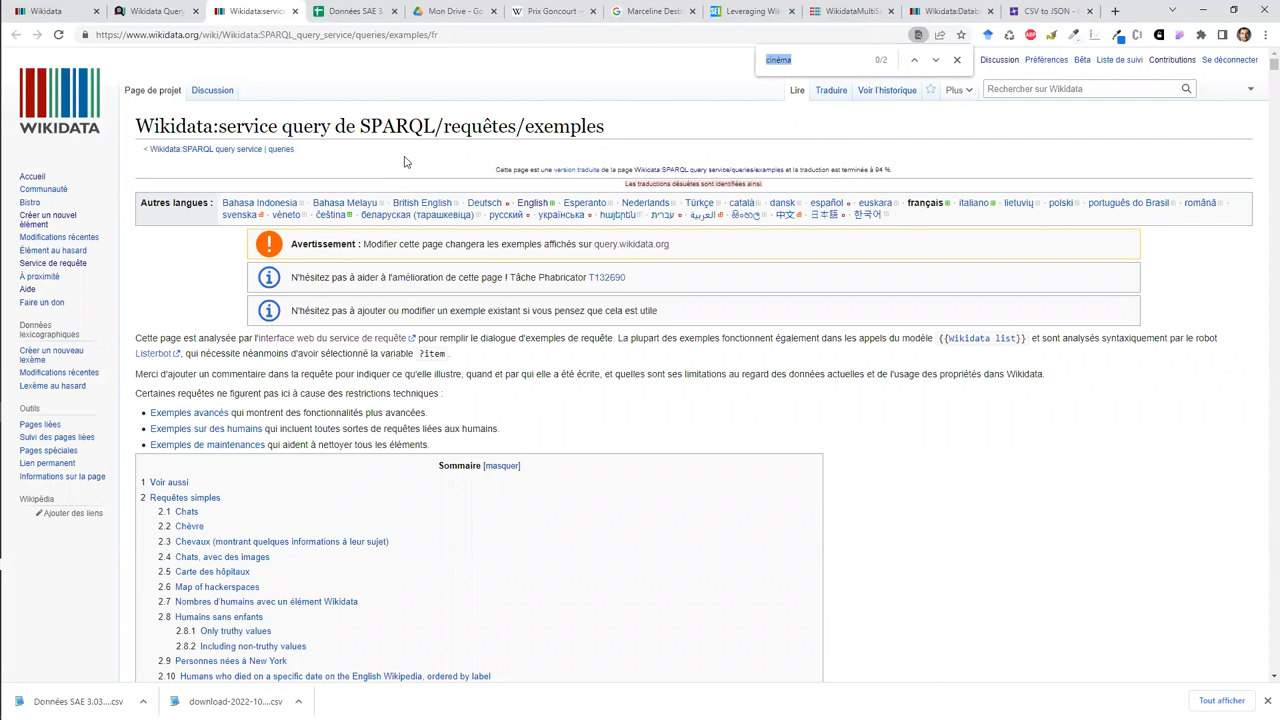 Wikidata
Wikidata Query
Wikidata:servic
Données SAE 3.
Mon Drive - Go
Prix Goncourt —
Marceline Desb
Leveraging Wik
WikidataMultiS
Wikidata:Datab
CSV to JSON - C
https://www.wikidata.org/wiki/Wikidata:SPARQL_query_service/queries/examples/fr
cinéma
0/2
Discussion Préférences Bêta Liste de suivi Contributions Se déconnecter
Page de projet Discussion
Lire Traduire Voir l'historique Plus
Rechercher sur Wikidata
WIKIDATA
Wikidata:service query de SPARQL/requêtes/exemples
< Wikidata:SPARQL query service | queries
Cette page est une version traduite de la page Wikidata:SPARQL query service/queries/examples et la traduction est terminée à 94 %.
Les traductions désuètes sont identifiées ainsi.
Autres langues :
Bahasa Indonesia · Bahasa Melayu · British English · Deutsch · English · Esperanto · Nederlands · Türkçe · català · dansk · español · euskara · français · italiano · lietuvių · polski · português do Brasil · română ·
svenska · vèneto · čeština · беларуская (тарашкевіца) · русский · українська · հայերեն · עברית · العربية · සිංහල · 中文 · 日本語 · 한국어
Avertissement : Modifier cette page changera les exemples affichés sur query.wikidata.org
N'hésitez pas à aider à l'amélioration de cette page ! Tâche Phabricator T132690
N'hésitez pas à ajouter ou modifier un exemple existant si vous pensez que cela est utile
Cette page est analysée par l'interface web du service de requête pour remplir le dialogue d'exemples de requête. La plupart des exemples fonctionnent également dans les appels du modèle {{Wikidata list}} et sont analysés syntaxiquement par le robot
Listerbot, qui nécessite néanmoins d'avoir sélectionné la variable ?item.
Merci d'ajouter un commentaire dans la requête pour indiquer ce qu'elle illustre, quand et par qui elle a été écrite, et quelles sont ses limitations au regard des données actuelles et de l'usage des propriétés dans Wikidata.
Certaines requêtes ne figurent pas ici à cause des restrictions techniques :
• Exemples avancés qui montrent des fonctionnalités plus avancées.
• Exemples sur des humains qui incluent toutes sortes de requêtes liées aux humains.
• Exemples de maintenances qui aident à nettoyer tous les éléments.
Sommaire [masquer]
1 Voir aussi
2 Requêtes simples
2.1 Chats
2.2 Chèvre
2.3 Chevaux (montrant quelques informations à leur sujet)
2.4 Chats, avec des images
2.5 Carte des hôpitaux
2.6 Map of hackerspaces
2.7 Nombres d'humains avec un élément Wikidata
2.8 Humains sans enfants
2.8.1 Only truthy values
2.8.2 Including non-truthy values
2.9 Personnes nées à New York
2.10 Humans who died on a specific date on the English Wikipedia, ordered by label
Accueil
Communauté
Bistro
Créer un nouvel
élément
Modifications récentes
Élément au hasard
Service de requête
À proximité
Aide
Faire un don
Données
lexicographiques
Créer un nouveau
lexème
Modifications récentes
Lexème au hasard
Outils
Pages liées
Suivi des pages liées
Pages spéciales
Lien permanent
Informations sur la page
Wikipédia
Ajouter des liens
Données SAE 3.03....csv
download-2022-10....csv
Tout afficher